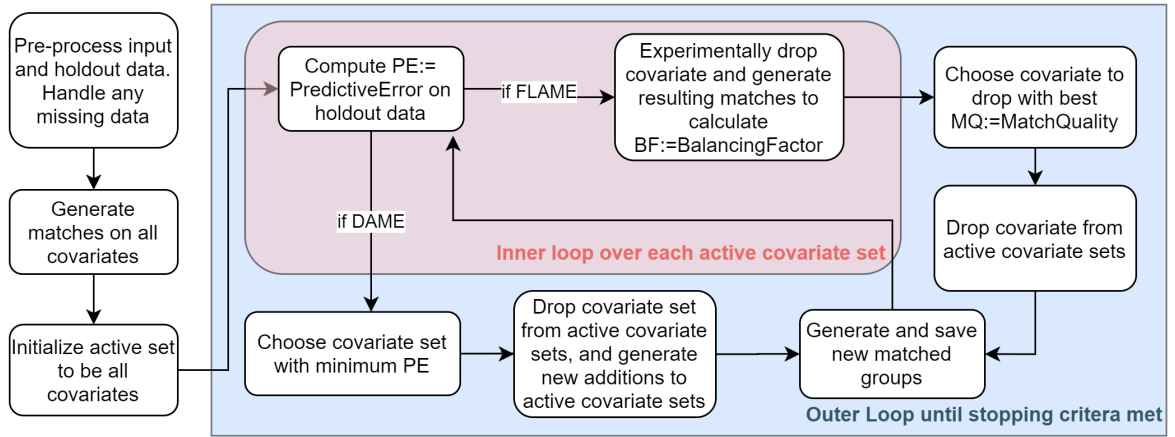 Pre-process input
and holdout data.
Handle any
missing data
Generate
matches on all
covariates
Initialize active set
to be all
covariates
Compute PE:=
PredictiveError on
holdout data
if FLAME
Experimentally drop
covariate and generate
resulting matches to
calculate
BF:=BalancingFactor
Choose covariate to
drop with best
MQ:=MatchQuality
Drop covariate from
active covariate sets
if DAME
Inner loop over each active covariate set
Choose covariate set
with minimum PE
Drop covariate set
from active covariate
sets, and generate
new additions to
active covariate sets
Generate and save
new matched
groups
Outer Loop until stopping critera met